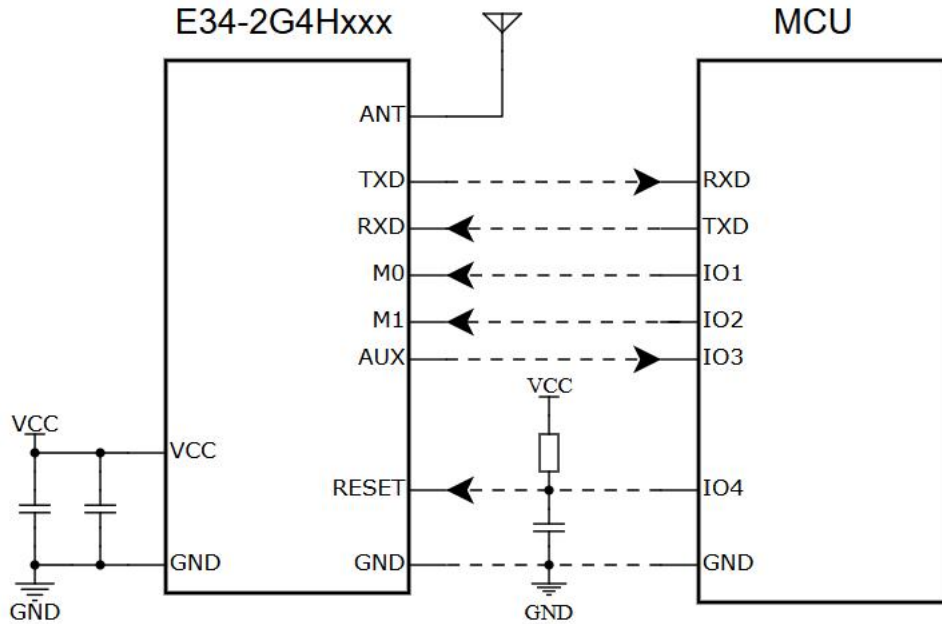 E34-2G4Hxxx
MCU
ANT
TXD
RXD
RXD
TXD
M0
IO1
M1
IO2
AUX
IO3
VCC
VCC
VCC
RESET
IO4
GND
GND
GND
GND
GND